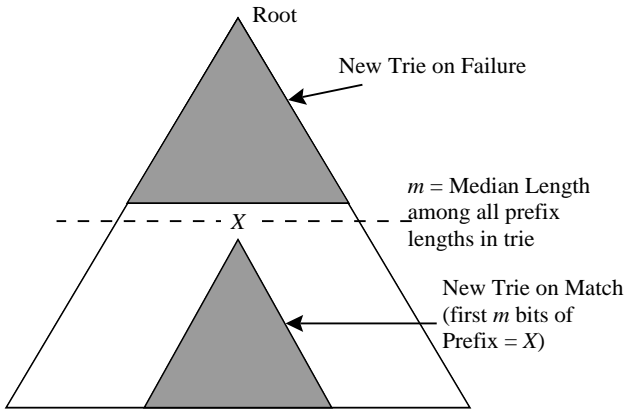 Root
New Trie on Failure
m = Median Length
among all prefix
lengths in trie
X
New Trie on Match
(first m bits of
Prefix = X)